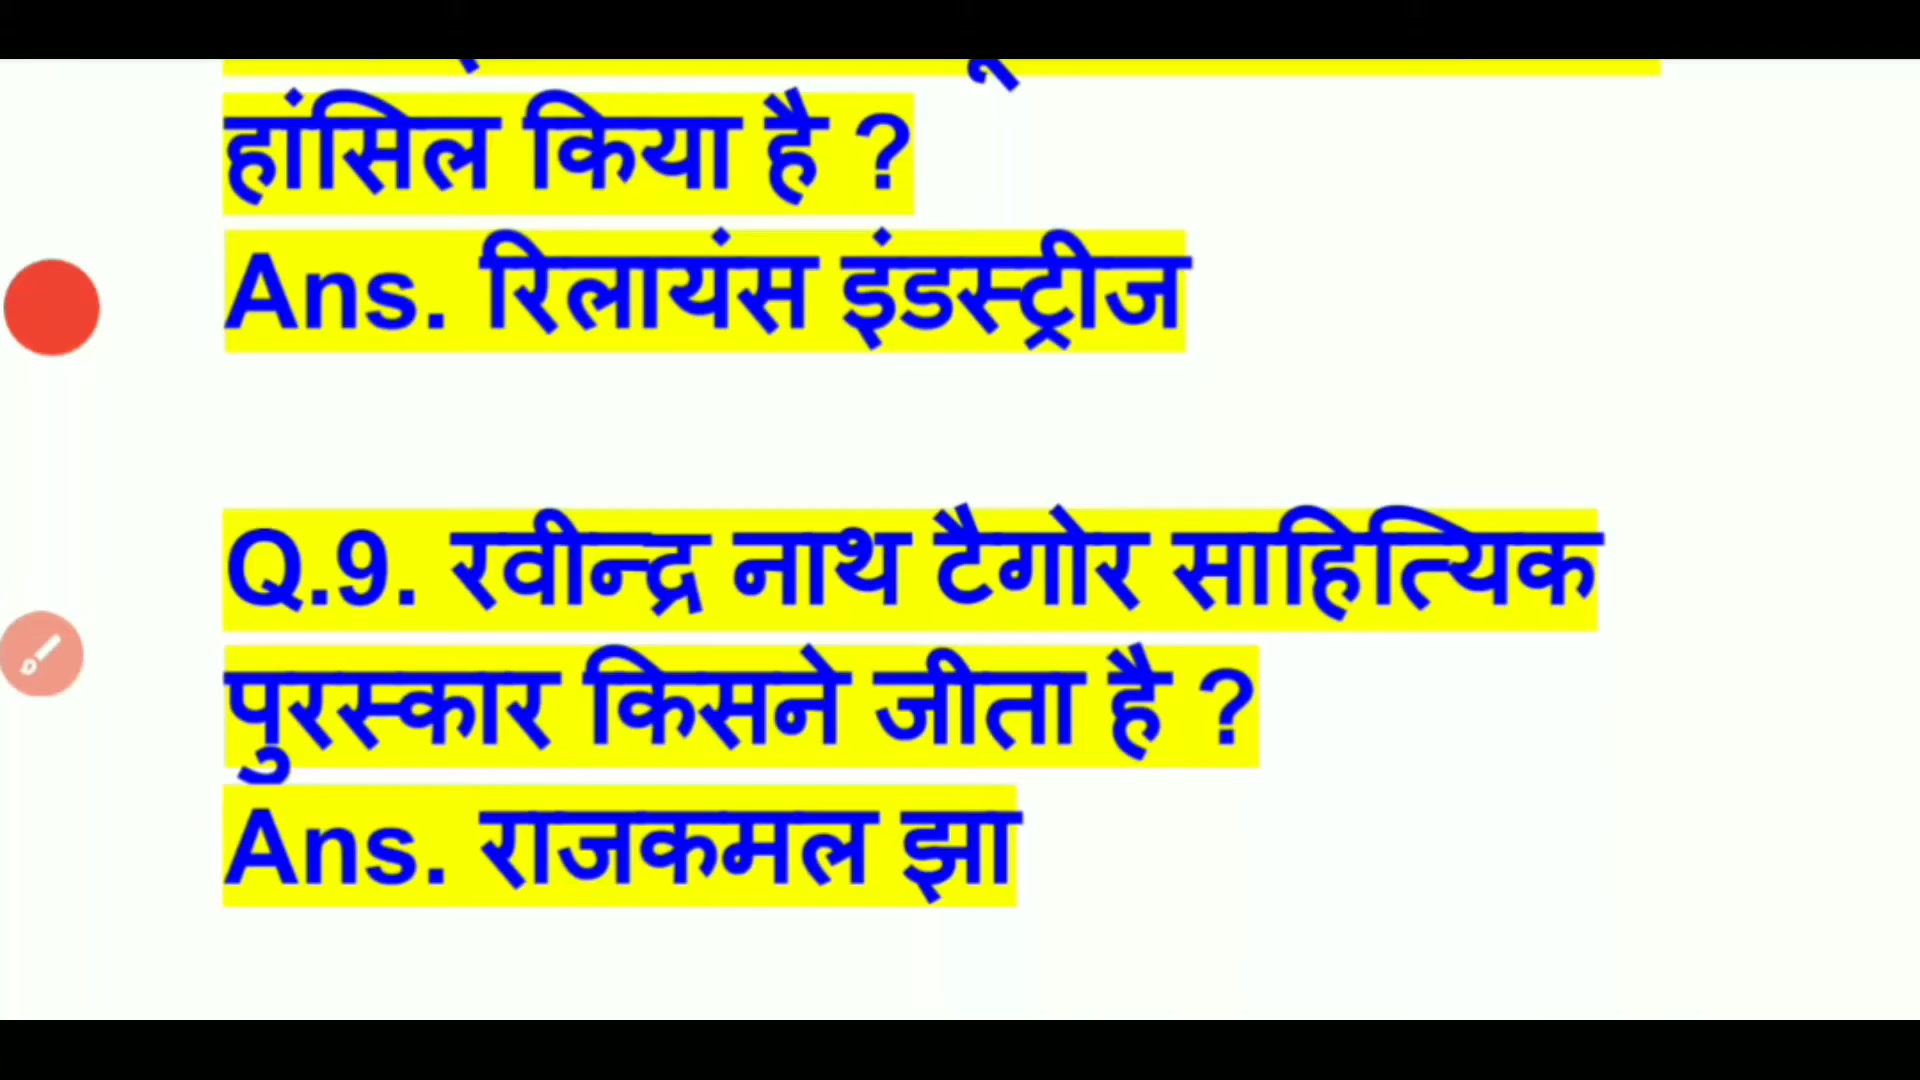 हांसिल किया है ?
Ans. रिलायंस इंडस्ट्रीज
Q.9. रवीन्द्र नाथ टैगोर साहित्यिक
पुरस्कार किसने जीता है ?
Ans. राजकमल झा